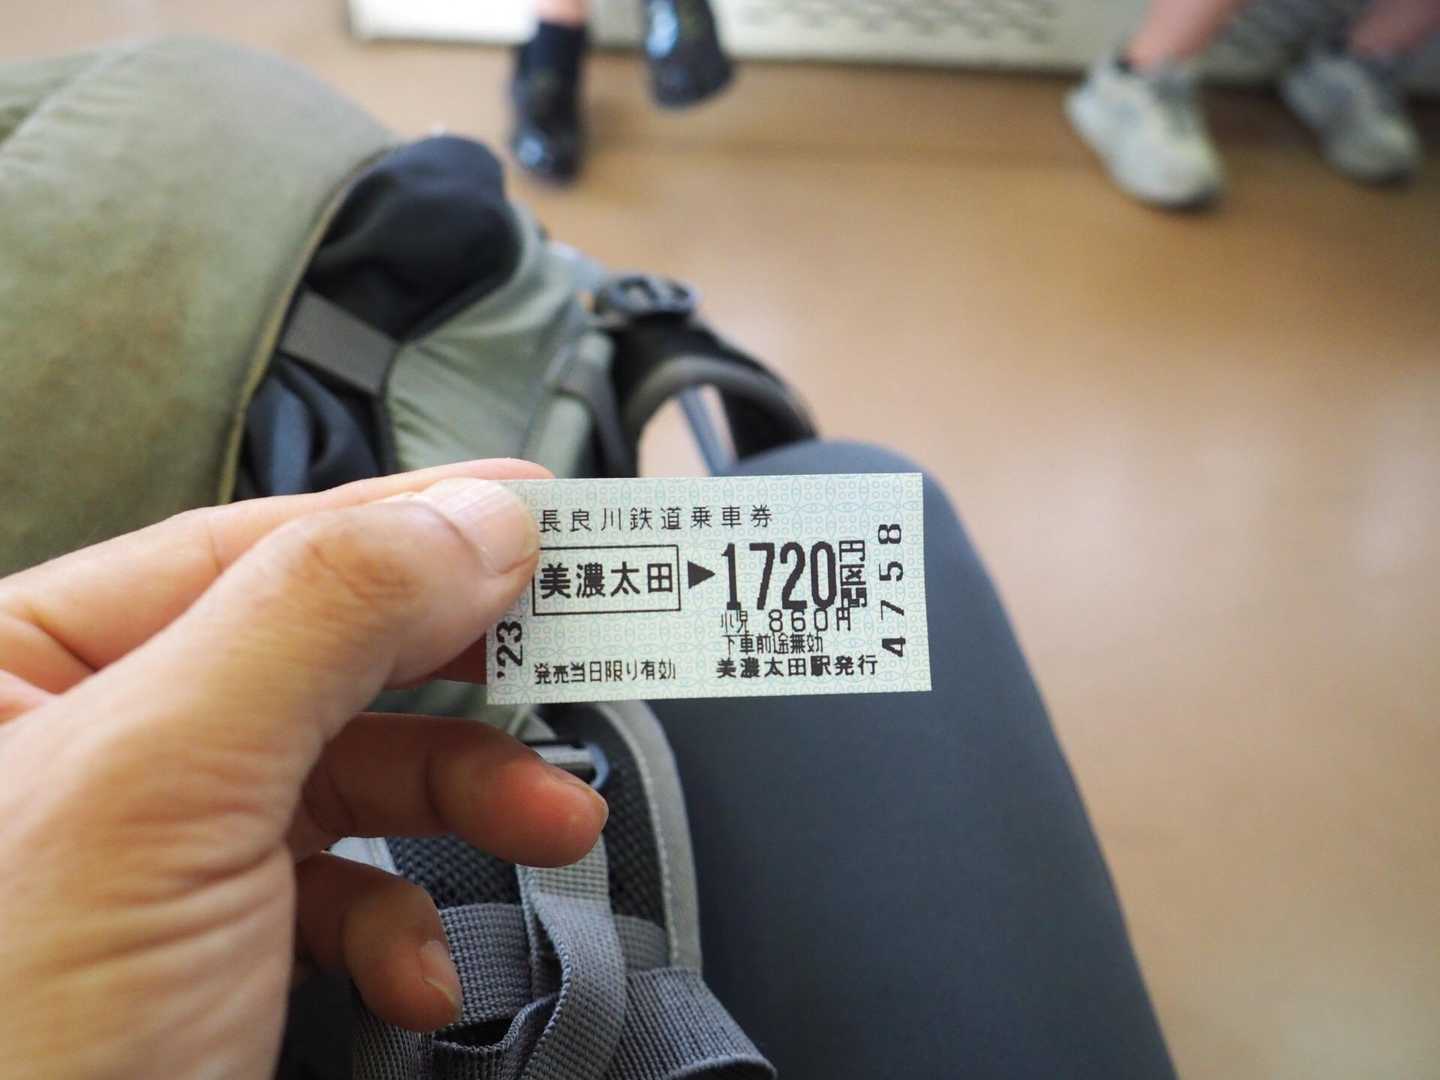 長良川鉄道乗車券
美濃太田▶1720円区間
小児 860円
下車前途無効
'23
発売当日限り有効
美濃太田駅発行
4758